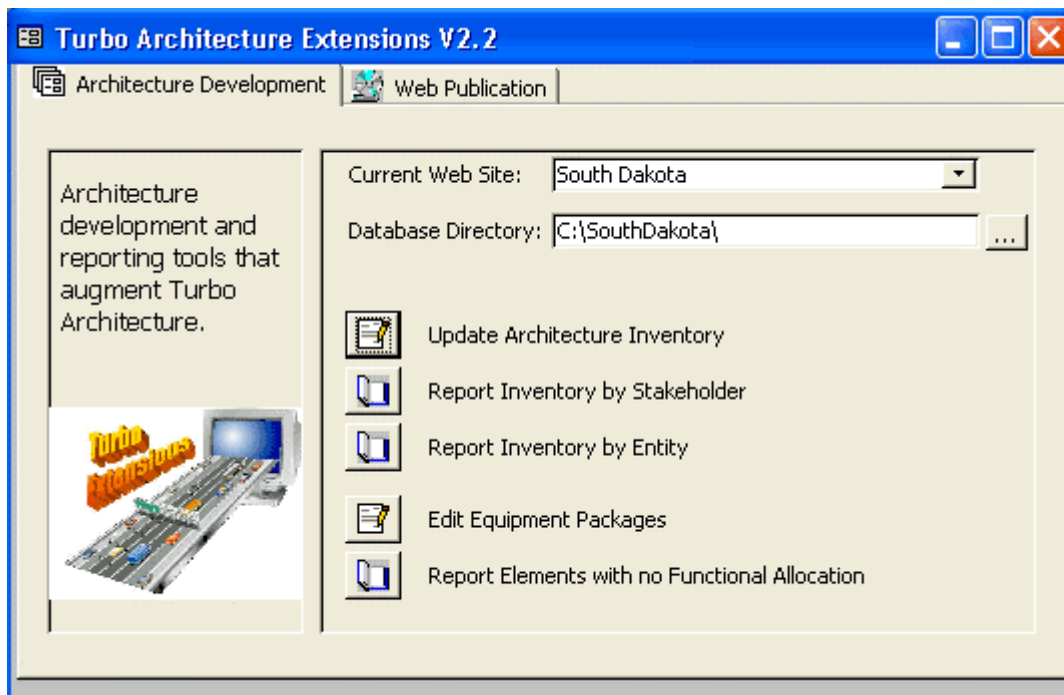 Turbo Architecture Extensions V2.2
Architecture Development
Web Publication
Architecture
development and
reporting tools that
augment Turbo
Architecture.
Turbo
Extensions
Current Web Site:
South Dakota
Database Directory:
C:\SouthDakota\
...
Update Architecture Inventory
Report Inventory by Stakeholder
Report Inventory by Entity
Edit Equipment Packages
Report Elements with no Functional Allocation